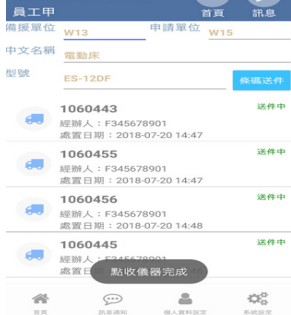 員工甲
首頁 訊息
備援單位 W13 申請單位 W15
中文名稱 電動床
型號 ES-12DF 條碼送件
1060443 送件中
經辦人：F345678901
處置日期：2018-07-20 14:47
1060455 送件中
經辦人：F345678901
處置日期：2018-07-20 14:47
1060456 送件中
經辦人：F345678901
處置日期：2018-07-20 14:48
1060445 送件中
經辦人：F345678901
處置日
點收儀器完成
首頁 訊息通知 個人資料設定 系統設定